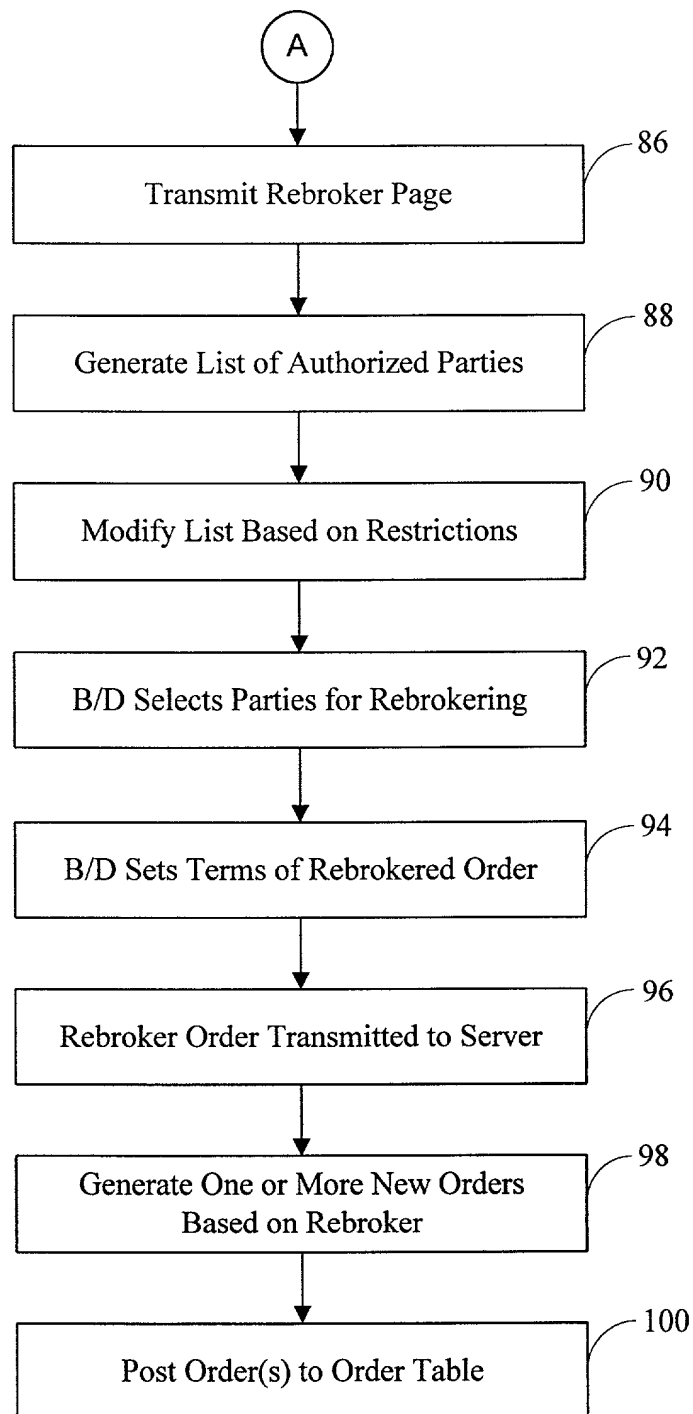 A
86
Transmit Rebroker Page
88
Generate List of Authorized Parties
90
Modify List Based on Restrictions
92
B/D Selects Parties for Rebrokering
94
B/D Sets Terms of Rebrokered Order
96
Rebroker Order Transmitted to Server
98
Generate One or More New Orders
Based on Rebroker
100
Post Order(s) to Order Table